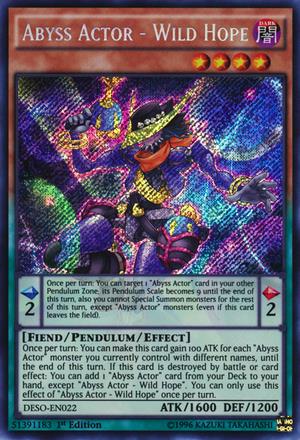 ABYSS ACTOR - WILD HOPE
DARK
闇
Once per turn: You can target 1 "Abyss Actor" card in your other
Pendulum Zone, its Pendulum Scale becomes 9 until the end of
this turn, also you cannot Special Summon monsters for the rest
of this turn, except "Abyss Actor" monsters (even if this card
leaves the field).
2
2
[FIEND/PENDULUM/EFFECT]
Once per turn: You can make this card gain 100 ATK for each "Abyss
Actor" monster you currently control with different names, until
the end of this turn. If this card is destroyed by battle or card
effect: You can add 1 "Abyss Actor" card from your Deck to your
hand, except "Abyss Actor - Wild Hope". You can only use this
effect of "Abyss Actor - Wild Hope" once per turn.
DESO-EN022
ATK/1600 DEF/1200
51391183
1st Edition
©1996 KAZUKI TAKAHASHI